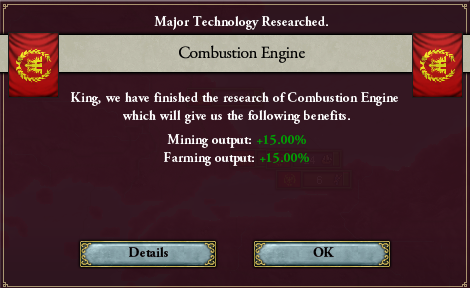 Major Technology Researched.
Combustion Engine
King, we have finished the research of Combustion Engine
which will give us the following benefits.
Mining output: +15.00%
Farming output: +15.00%
Details
OK